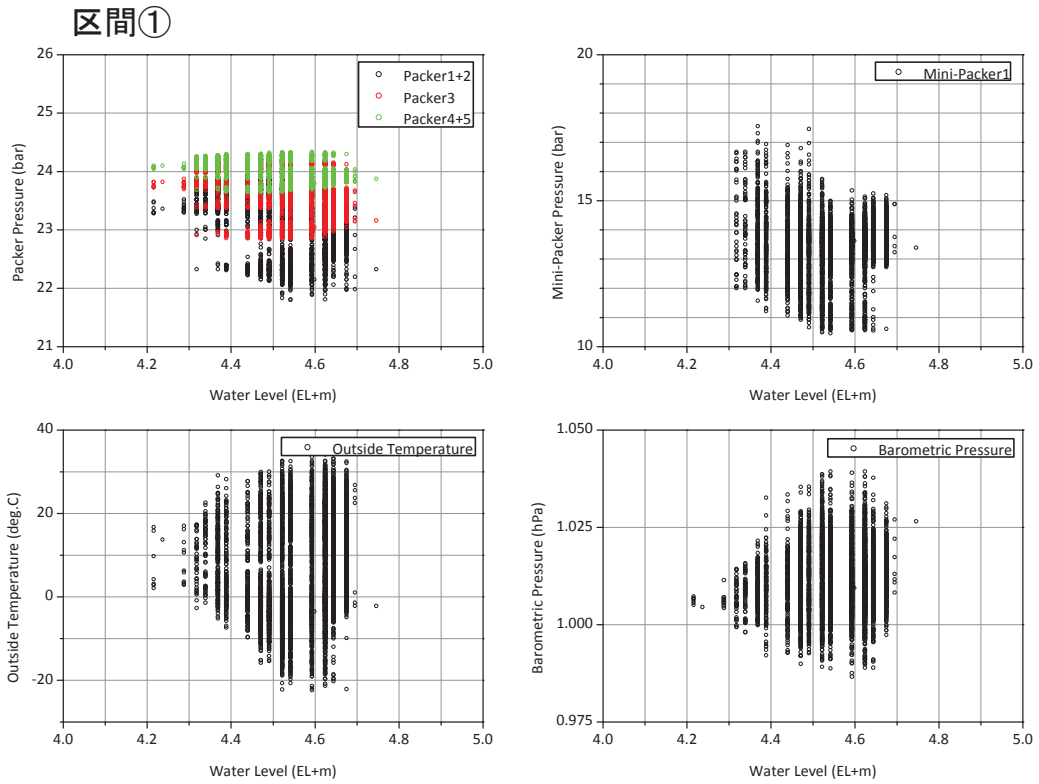 区間①
26
25
24
23
22
21
Packer Pressure (bar)
Packer1+2
Packer3
Packer4+5
4.0 4.2 4.4 4.6 4.8 5.0
Water Level (EL+m)
20
15
10
Mini-Packer Pressure (bar)
Mini-Packer1
4.0 4.2 4.4 4.6 4.8 5.0
Water Level (EL+m)
40
20
0
-20
Outside Temperature (deg.C)
Outside Temperature
4.0 4.2 4.4 4.6 4.8 5.0
Water Level (EL+m)
1.050
1.025
1.000
0.975
Barometric Pressure (hPa)
Barometric Pressure
4.0 4.2 4.4 4.6 4.8 5.0
Water Level (EL+m)